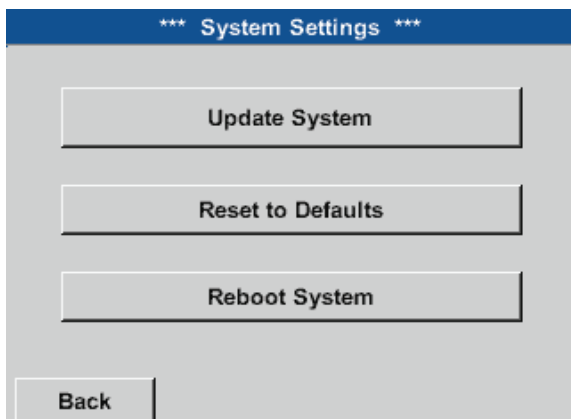 *** System Settings ***
Update System
Reset to Defaults
Reboot System
Back